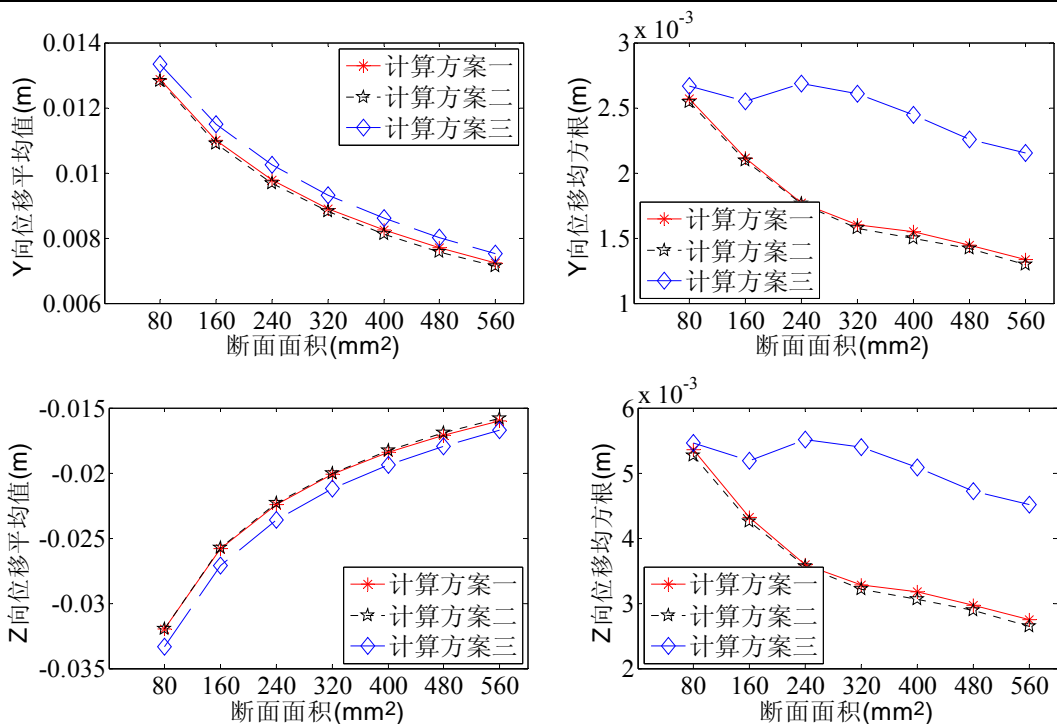 0.014
0.012
0.01
0.008
0.006
Y向位移平均值(m)
计算方案一
计算方案二
计算方案三
80 160 240 320 400 480 560
断面面积(mm2)
x 10-3
3
2.5
2
1.5
1
Y向位移均方根(m)
计算方案一
计算方案二
计算方案三
80 160 240 320 400 480 560
断面面积(mm2)
-0.015
-0.02
-0.025
-0.03
-0.035
Z向位移平均值(m)
计算方案一
计算方案二
计算方案三
80 160 240 320 400 480 560
断面面积(mm2)
x 10-3
6
5
4
3
2
Z向位移均方根(m)
计算方案一
计算方案二
计算方案三
80 160 240 320 400 480 560
断面面积(mm2)